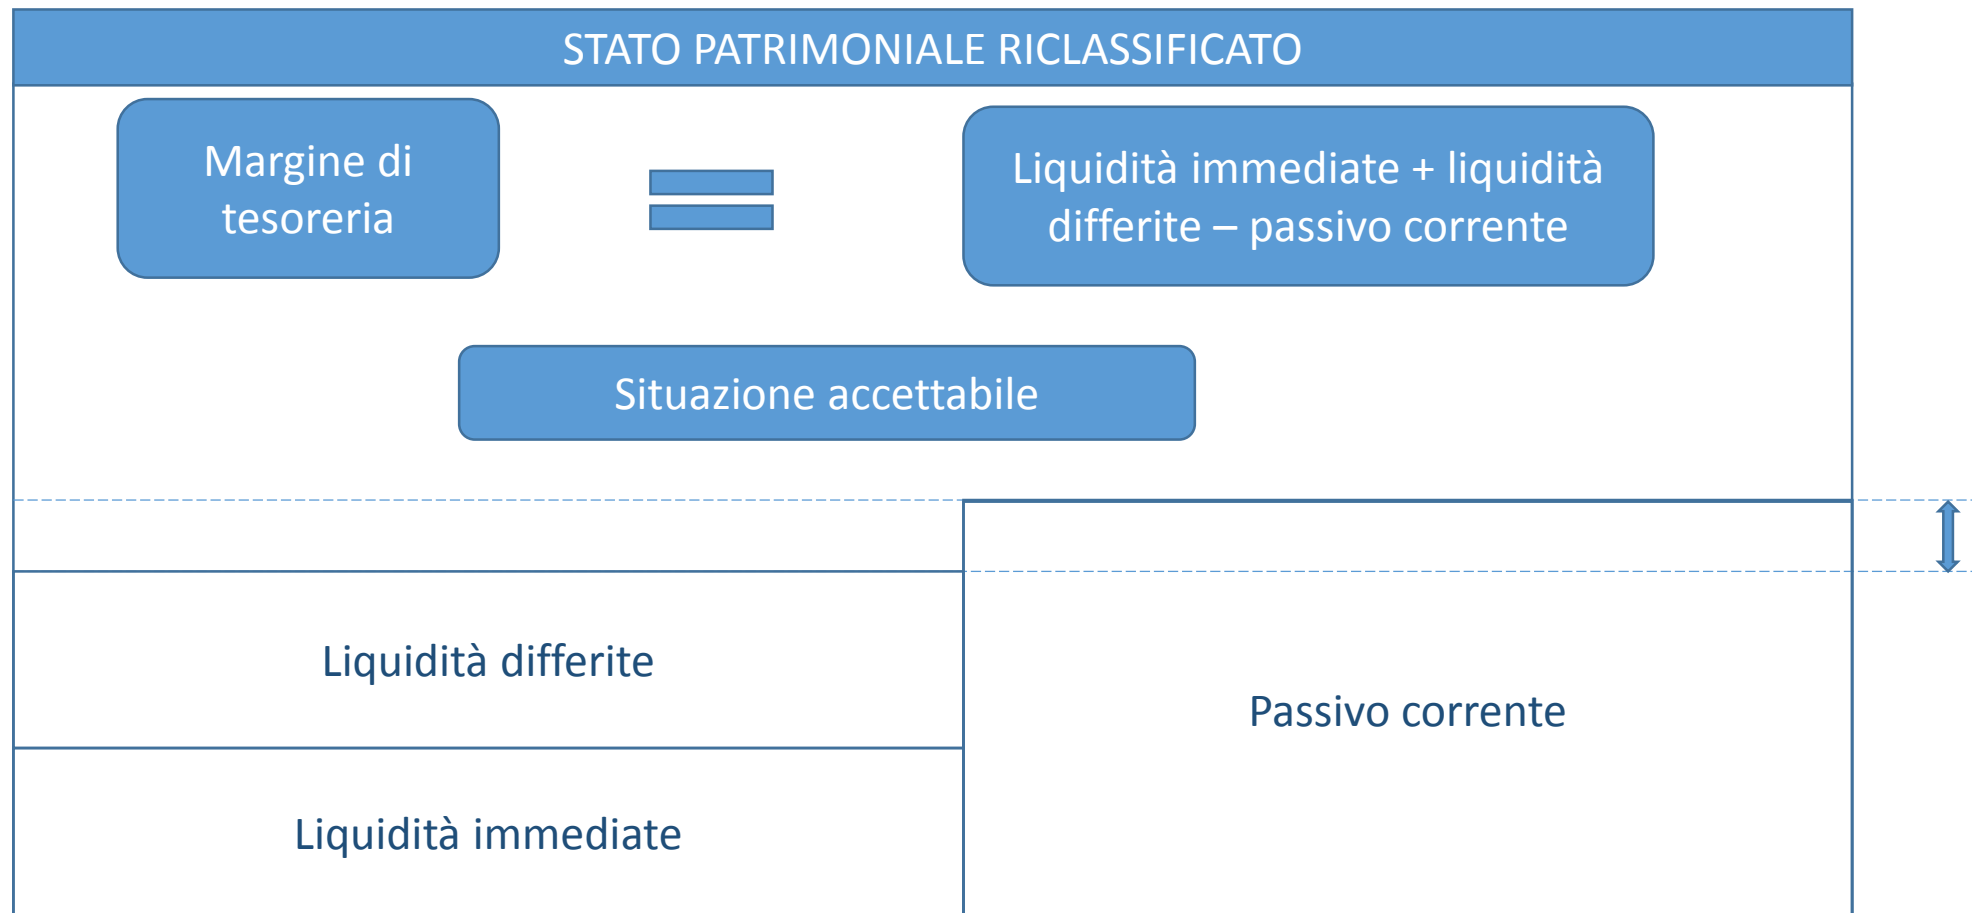 STATO PATRIMONIALE RICLASSIFICATO
Margine di
tesoreria
Liquidità immediate + liquidità
differite – passivo corrente
Situazione accettabile
Liquidità differite
Passivo corrente
Liquidità immediate